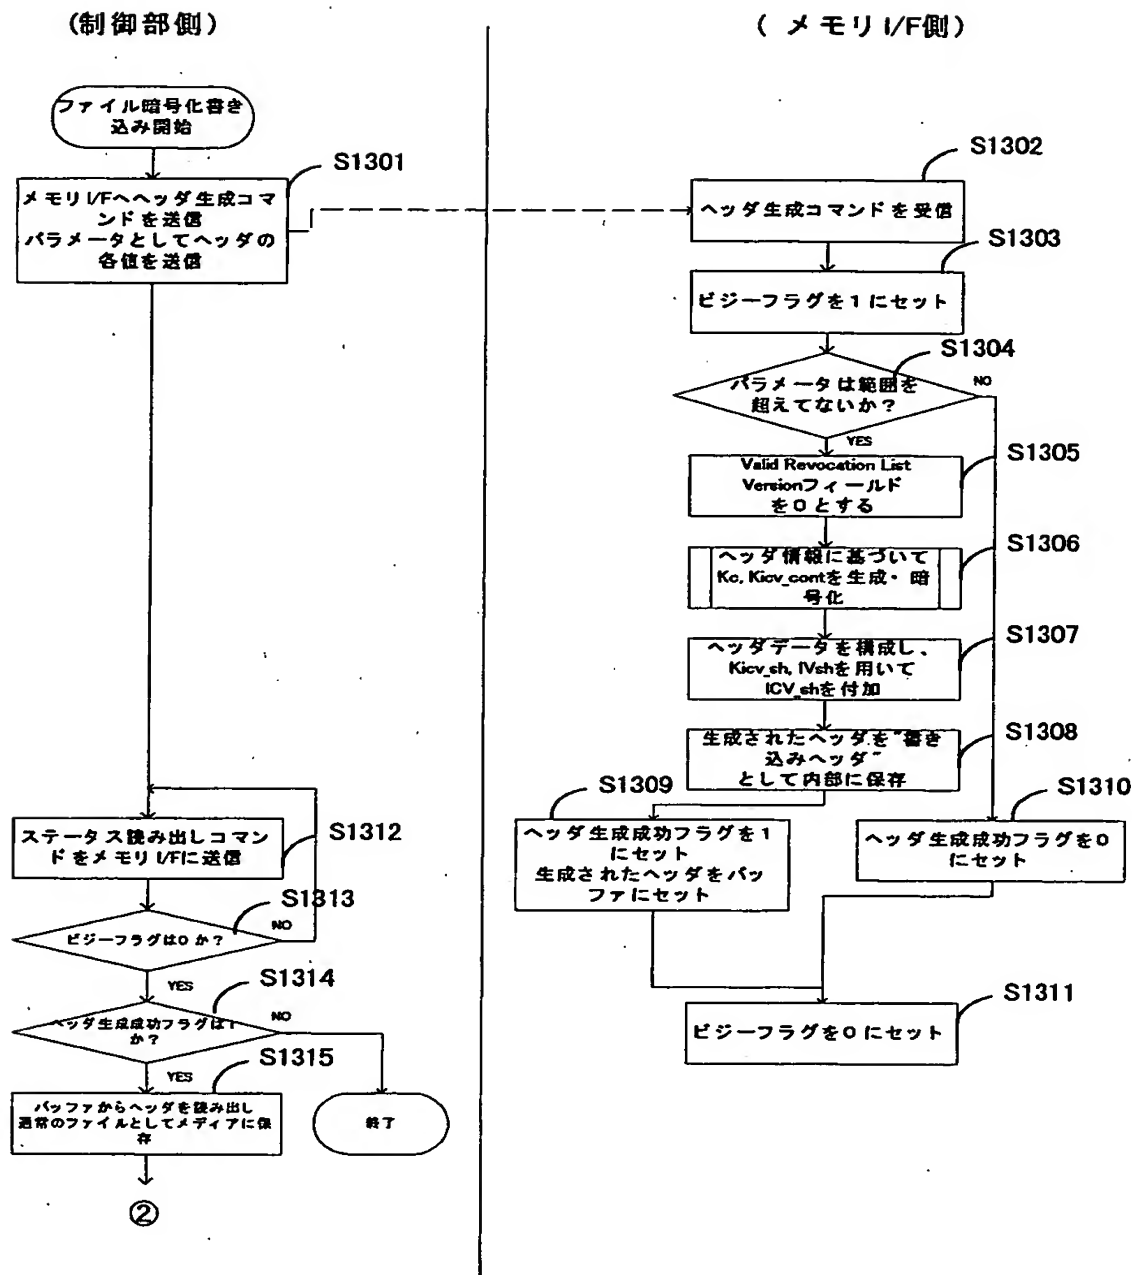 (制御部側)
(メモリI/F側)
ファイル暗号化書き
込み開始
S1301
メモリI/Fへヘッダ生成コマ
ンドを送信
パラメータとしてヘッダの
各値を送信
S1302
ヘッダ生成コマンドを受信
S1303
ビジーフラグを1にセット
S1304
パラメータは範囲を
超えてないか?
NO
YES
S1305
Valid Revocation List
Versionフィールド
を0とする
S1306
ヘッダ情報に基づいて
Kc, Kicv_contを生成・暗
号化
S1307
ヘッダデータを構成し、
Kicv_sh, IVshを用いて
ICV_shを付加
S1308
生成されたヘッダを"書き
込みヘッダ"
として内部に保存
S1309
ヘッダ生成成功フラグを1
にセット
生成されたヘッダをバッ
ファにセット
S1310
ヘッダ生成成功フラグを0
にセット
S1311
ビジーフラグを0にセット
S1312
ステータス読み出しコマン
ドをメモリI/Fに送信
S1313
ビジーフラグは0か?
NO
YES
S1314
ヘッダ生成成功フラグは1
か?
NO
YES
S1315
バッファからヘッダを読み出し
通常のファイルとしてメディアに保
存
終了
②